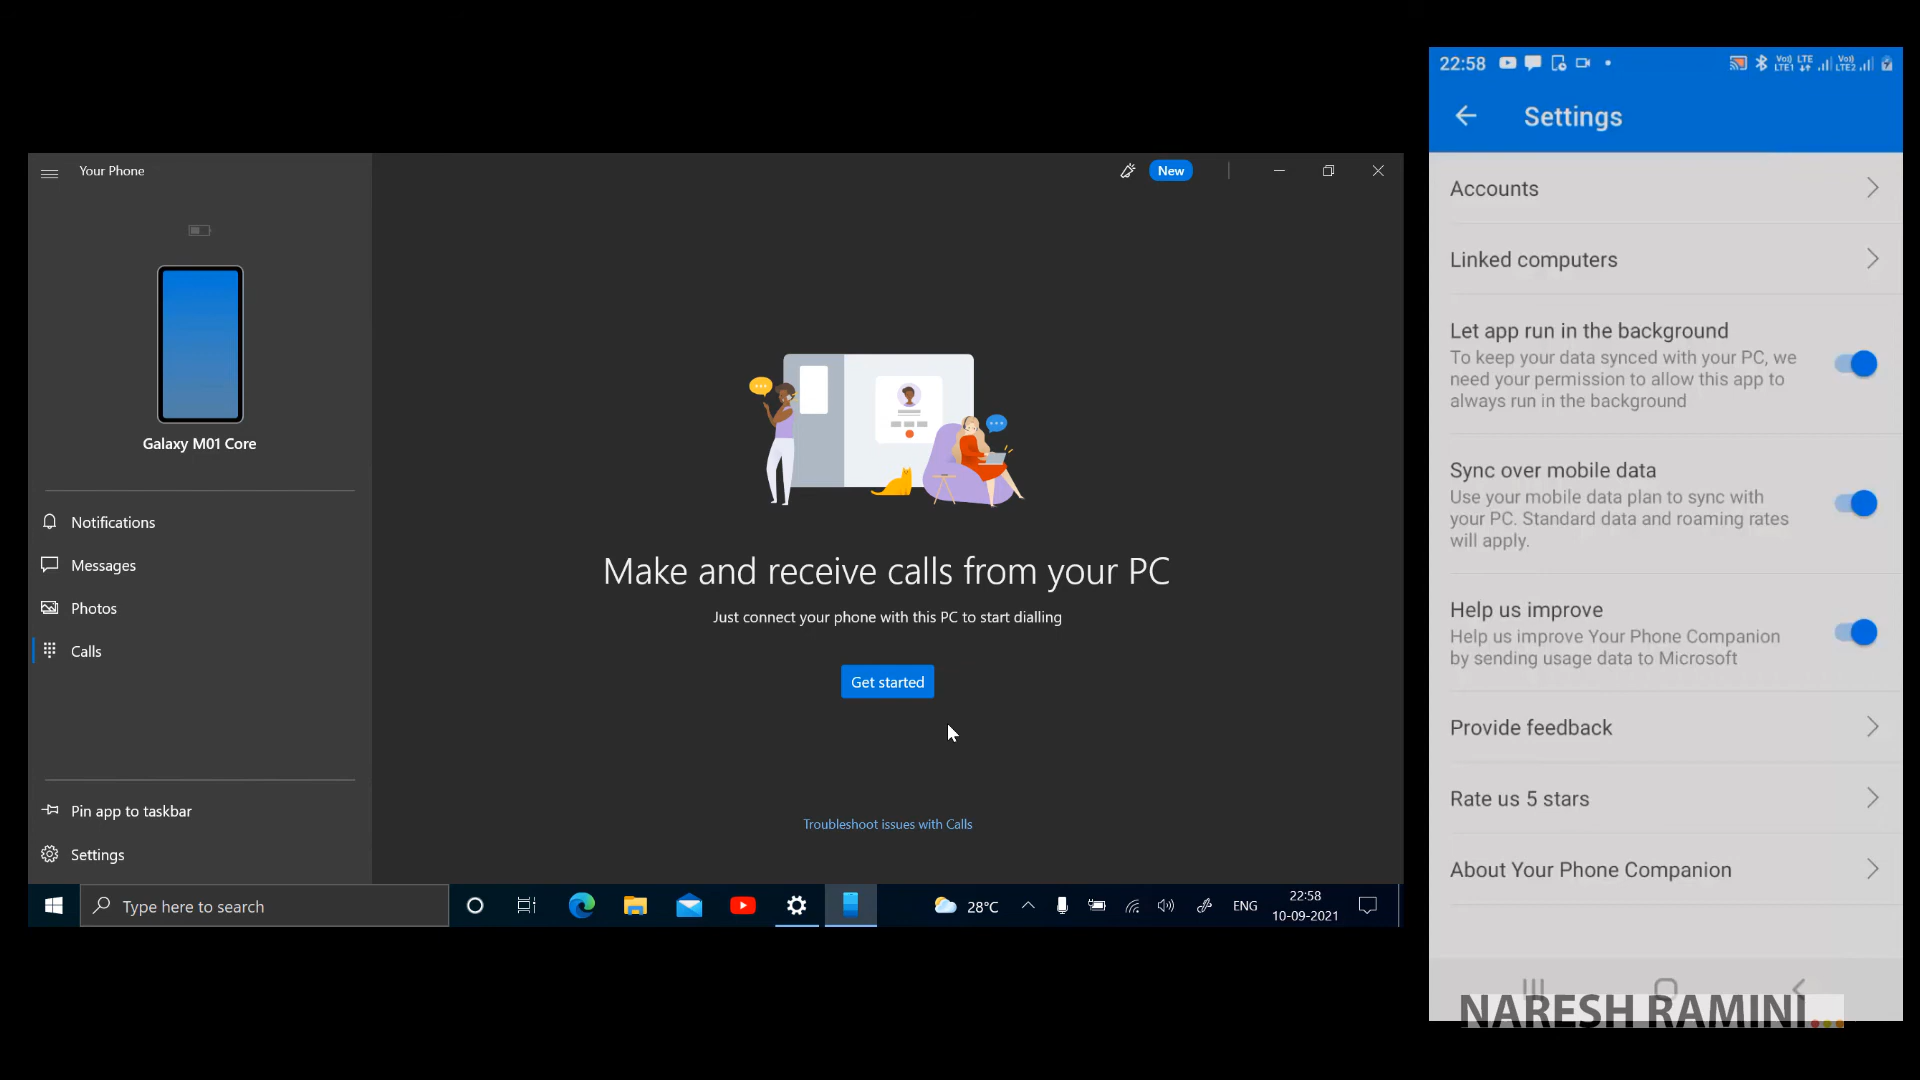 Your Phone
New
Galaxy M01 Core
Notifications
Messages
Photos
Calls
Pin app to taskbar
Settings
Make and receive calls from your PC
Just connect your phone with this PC to start dialling
Get started
Troubleshoot issues with Calls
Type here to search
28°C
ENG
22:58
10-09-2021
22:58
Vo) LTE
LTE1
Vo)
LTE2
Settings
Accounts
Linked computers
Let app run in the background
To keep your data synced with your PC, we
need your permission to allow this app to
always run in the background
Sync over mobile data
Use your mobile data plan to sync with
your PC. Standard data and roaming rates
will apply.
Help us improve
Help us improve Your Phone Companion
by sending usage data to Microsoft
Provide feedback
Rate us 5 stars
About Your Phone Companion
NARESH RAMINI...